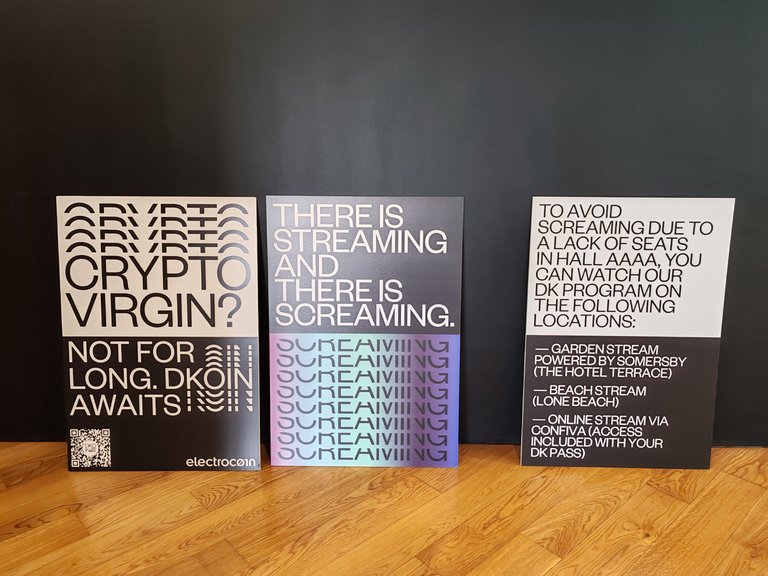 CRYPTO
CRYPTO
CRYPTO
CRYPTO
CRYPTO
VIRGIN?
NOT FOR
LONG. DKOIN
AWAITS
electrocoin
THERE IS
STREAMING
AND
THERE IS
SCREAMING.
SCREAMING
SCREAMING
SCREAMING
SCREAMING
SCREAMING
SCREAMING
SCREAMING
SCREAMING
TO AVOID
SCREAMING DUE TO
A LACK OF SEATS
IN HALL AAAA, YOU
CAN WATCH OUR
DK PROGRAM ON
THE FOLLOWING
LOCATIONS:
— GARDEN STREAM
POWERED BY SOMERSBY
(THE HOTEL TERRACE)
— BEACH STREAM
(LONE BEACH)
— ONLINE STREAM VIA
CONFIVA (ACCESS
INCLUDED WITH YOUR
DK PASS)